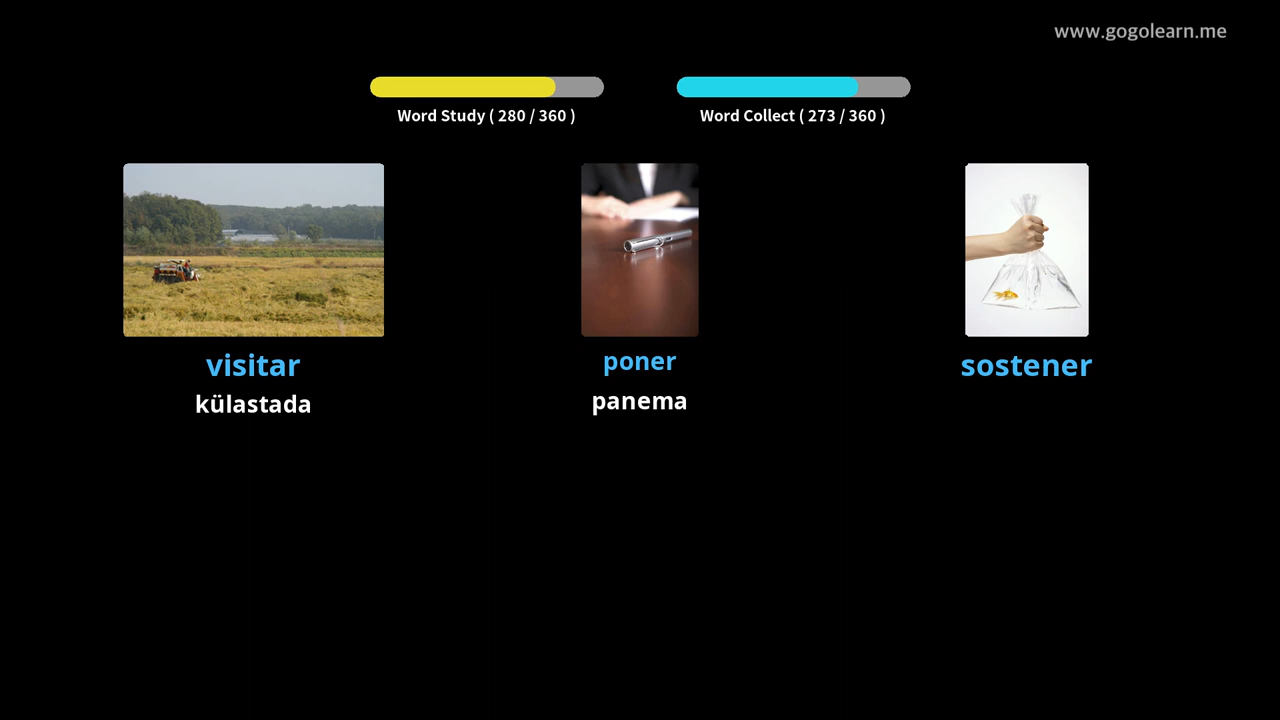 www.gogolearn.me
Word Study ( 280 / 360 )
Word Collect ( 273 / 360 )
visitar
külastada
poner
panema
sostener